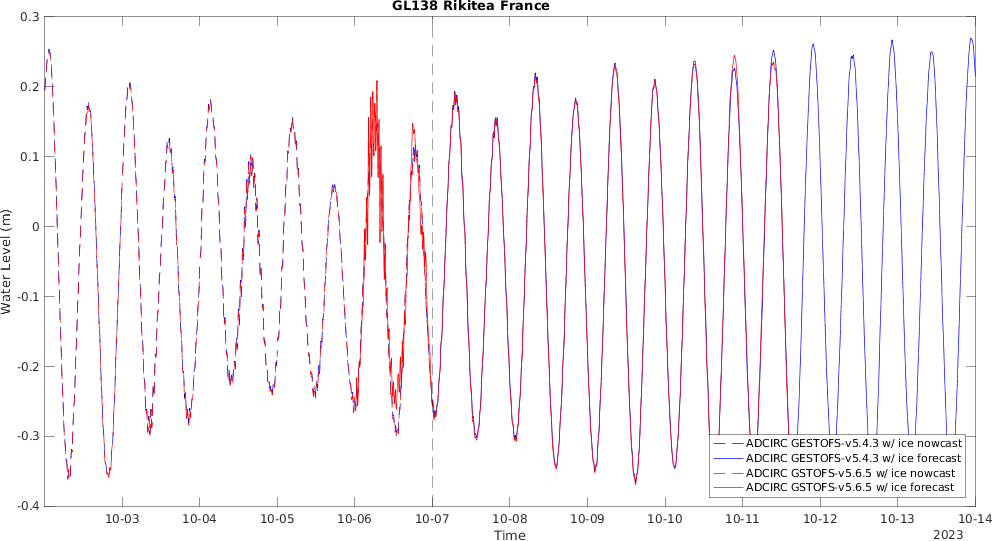 GL138 Rikitea France
0.3
0.2
0.1
0
-0.1
-0.2
-0.3
-0.4
Water Level (m)
10-03 10-04 10-05 10-06 10-07 10-08 10-09 10-10 10-11 10-12 10-13 10-14
Time
2023
ADCIRC GESTOFS-v5.4.3 w/ ice nowcast
ADCIRC GESTOFS-v5.4.3 w/ ice forecast
ADCIRC GSTOFS-v5.6.5 w/ ice nowcast
ADCIRC GSTOFS-v5.6.5 w/ ice forecast